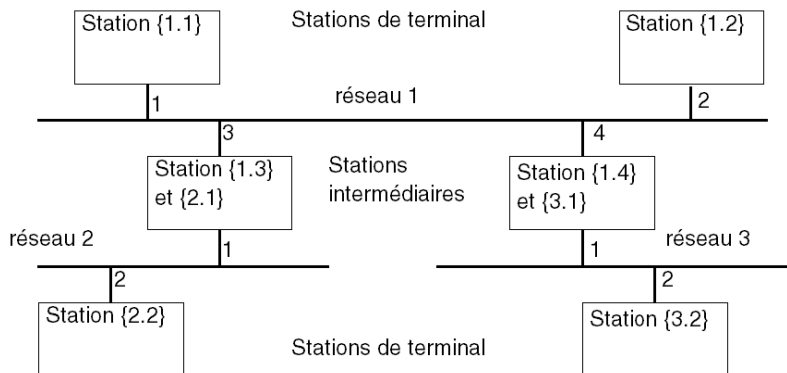 Station {1.1}
Stations de terminal
Station {1.2}
1
réseau 1
2
3
4
Station {1.3}
et {2.1}
Stations
intermédiaires
Station {1.4}
et {3.1}
réseau 2
1
1
réseau 3
2
2
Station {2.2}
Station {3.2}
Stations de terminal